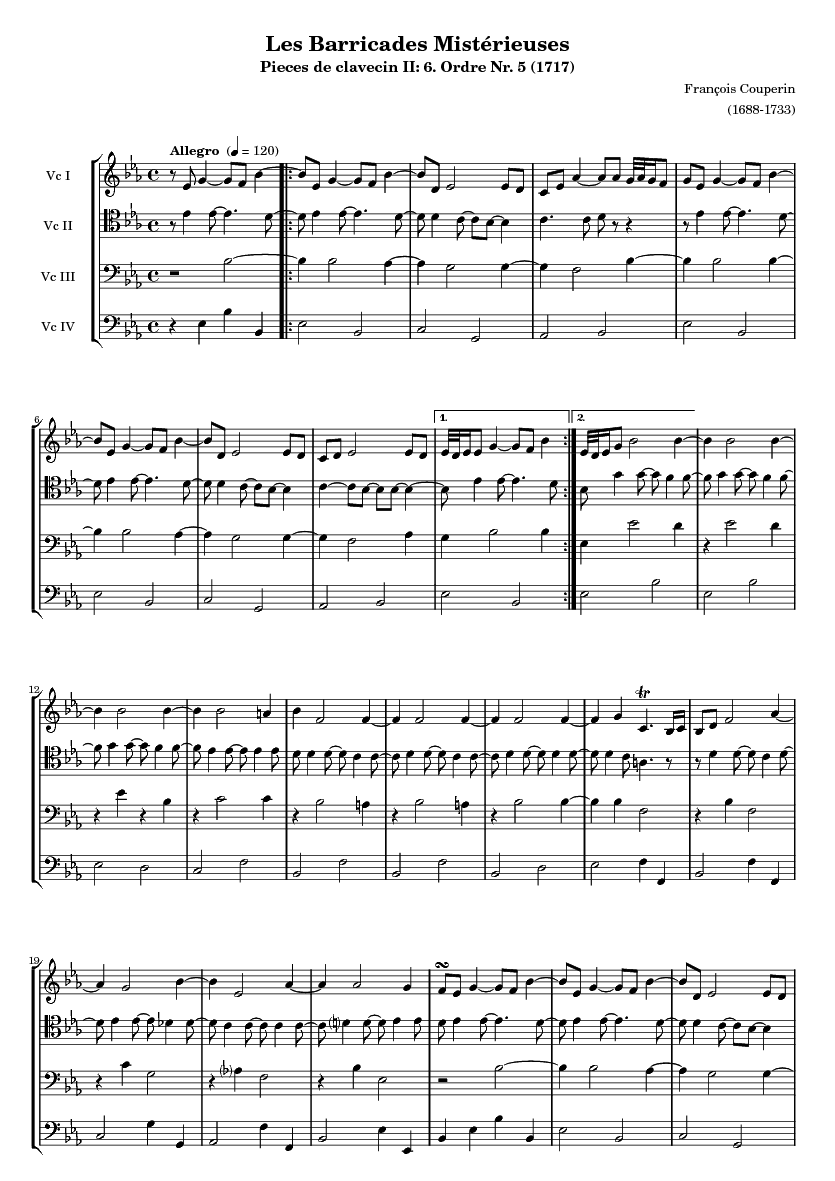 Les Barricades Mistérieuses
Pieces de clavecin II: 6. Ordre Nr. 5 (1717)
François Couperin
(1688-1733)
Allegro (♩ = 120)
Vc I
Vc II
Vc III
Vc IV
6
1.
2.
12
19